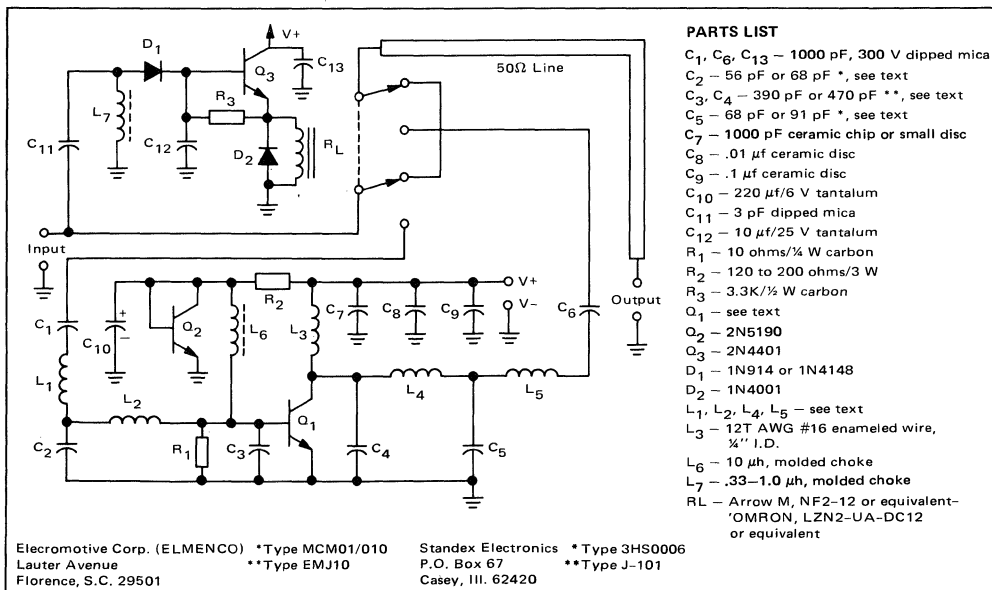 D1
V+
Q3
C13
50Ω Line
L7
R3
C11
C12
D2
RL
Input
Output
C1
C10
+
−
Q2
R2
L6
L3
C7
C8
C9
V+
V-
C6
L1
L2
L4
L5
Q1
C2
R1
C3
C4
C5
PARTS LIST
C1, C6, C13 – 1000 pF, 300 V dipped mica
C2 – 56 pF or 68 pF *, see text
C3, C4 – 390 pF or 470 pF **, see text
C5 – 68 pF or 91 pF *, see text
C7 – 1000 pF ceramic chip or small disc
C8 – .01 μf ceramic disc
C9 – .1 μf ceramic disc
C10 – 220 μf/6 V tantalum
C11 – 3 pF dipped mica
C12 – 10 μf/25 V tantalum
R1 – 10 ohms/¼ W carbon
R2 – 120 to 200 ohms/3 W
R3 – 3.3K/½ W carbon
Q1 – see text
Q2 – 2N5190
Q3 – 2N4401
D1 – 1N914 or 1N4148
D2 – 1N4001
L1, L2, L4, L5 – see text
L3 – 12T AWG #16 enameled wire,
¼'' I.D.
L6 – 10 μh, molded choke
L7 – .33–1.0 μh, molded choke
RL – Arrow M, NF2-12 or equivalent-
'OMRON, LZN2-UA-DC12
or equivalent
Elecromotive Corp. (ELMENCO) *Type MCM01/010
Lauter Avenue **Type EMJ10
Florence, S.C. 29501
Standex Electronics *Type 3HS0006
P.O. Box 67 **Type J-101
Casey, Ill. 62420